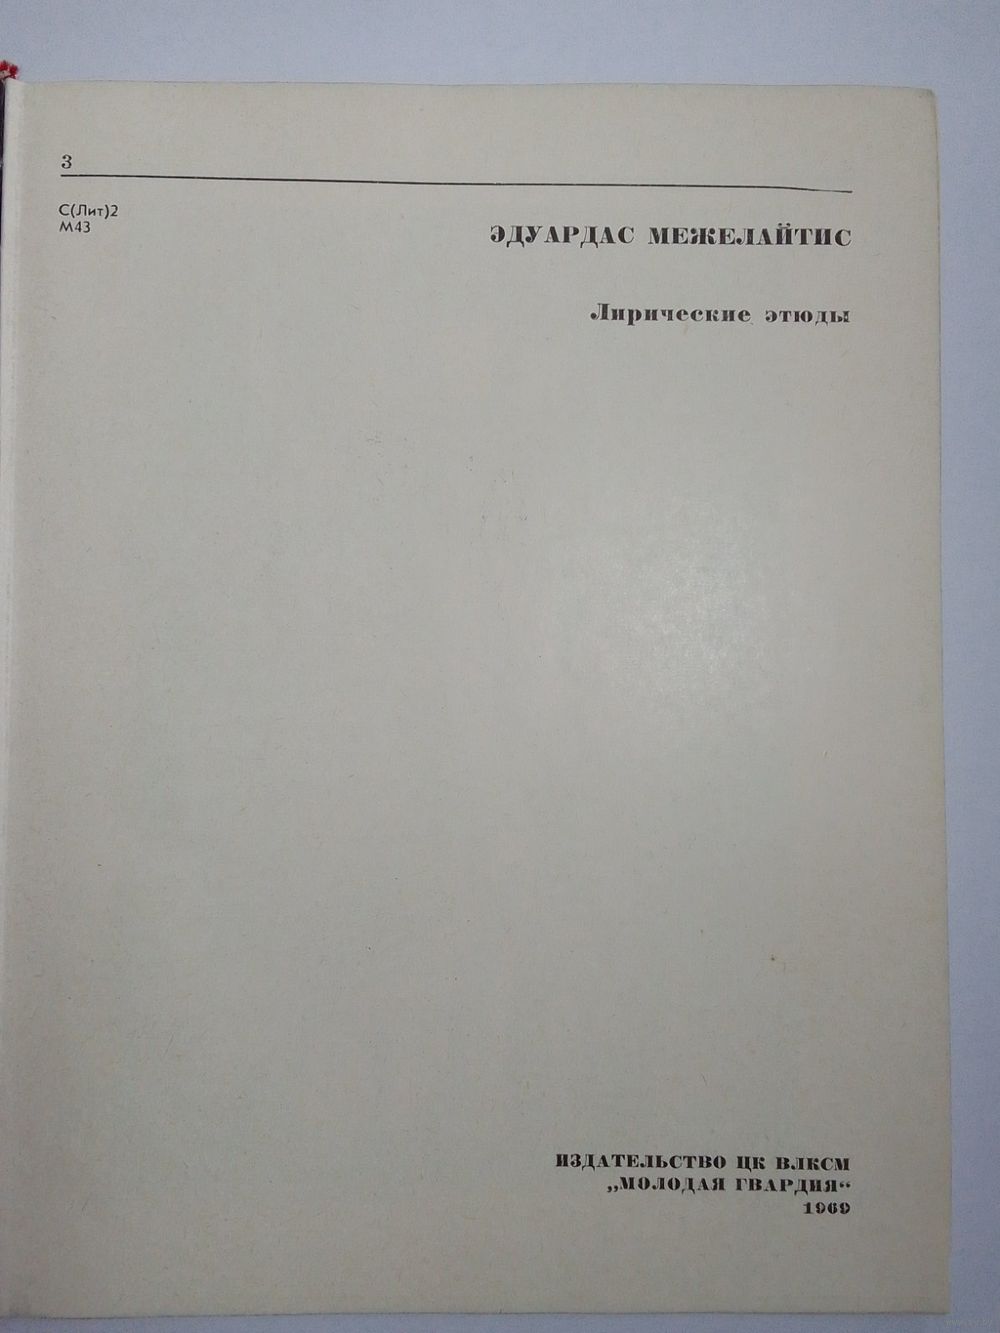 3
С(Лит)2
М43
ЭДУАРДАС МЕЖЕЛАЙТИС
Лирические этюды
ИЗДАТЕЛЬСТВО ЦК ВЛКСМ
„МОЛОДАЯ ГВАРДИЯ“
1969